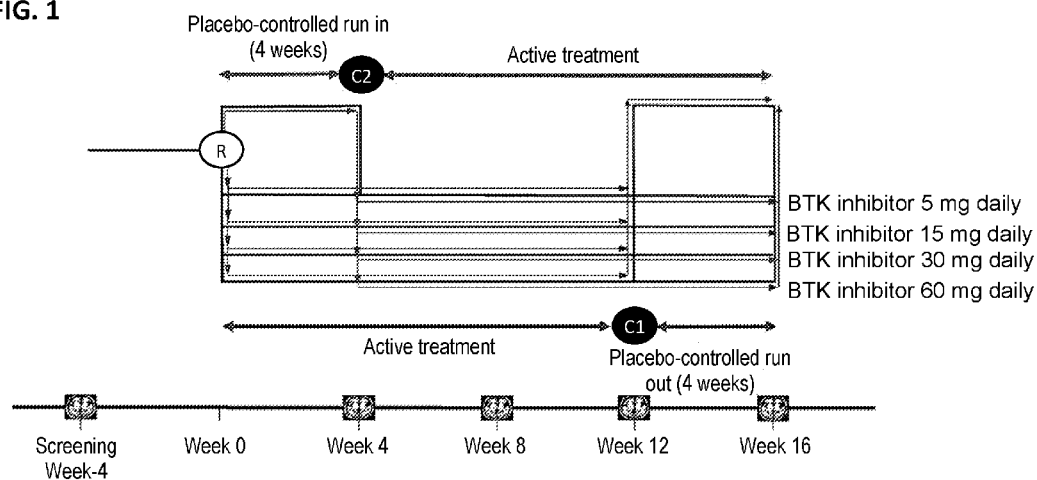 FIG. 1
Placebo-controlled run in
(4 weeks)
C2
Active treatment
R
BTK inhibitor 5 mg daily
BTK inhibitor 15 mg daily
BTK inhibitor 30 mg daily
BTK inhibitor 60 mg daily
C1
Active treatment
Placebo-controlled run
out (4 weeks)
Screening
Week-4
Week 0
Week 4
Week 8
Week 12
Week 16